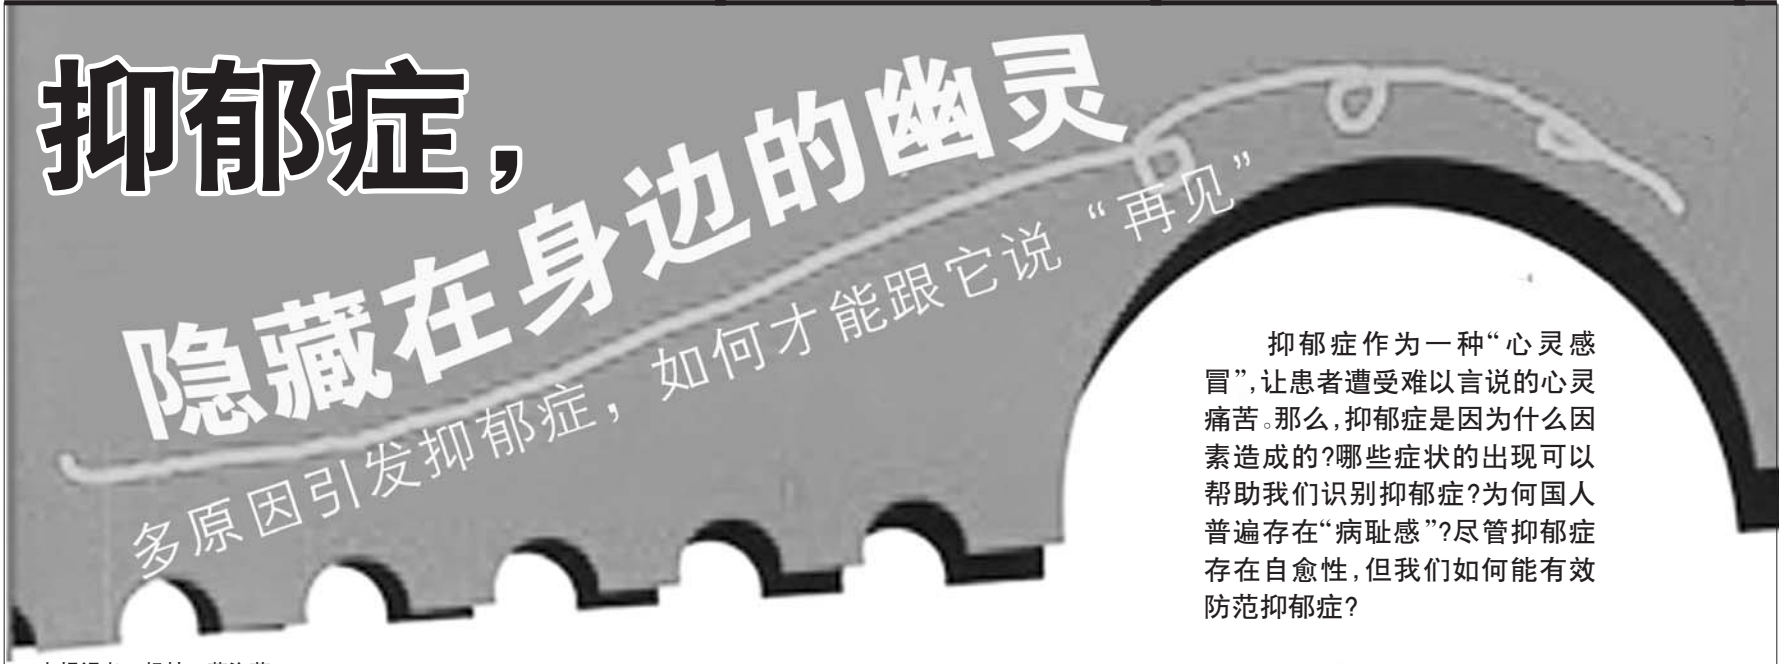 抑郁症，
隐藏在身边的幽灵
多原因引发抑郁症，如何才能跟它说“再见”
抑郁症作为一种“心灵感
冒”,让患者遭受难以言说的心灵
痛苦。那么,抑郁症是因为什么因
素造成的?哪些症状的出现可以
帮助我们识别抑郁症?为何国人
普遍存在“病耻感”?尽管抑郁症
存在自愈性,但我们如何能有效
防范抑郁症?